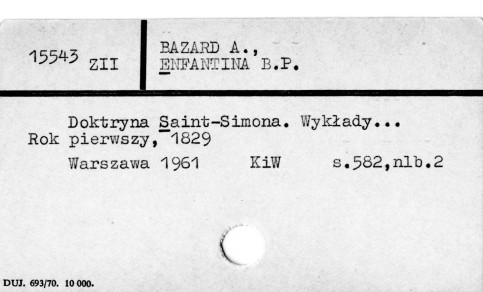 15543 ZII
BAZARD A.,
ENFANTINA B.P.
Doktryna Saint-Simona. Wykłady...
Rok pierwszy, 1829
Warszawa 1961 KiW s.582,nlb.2
DUJ. 693/70. 10 000.